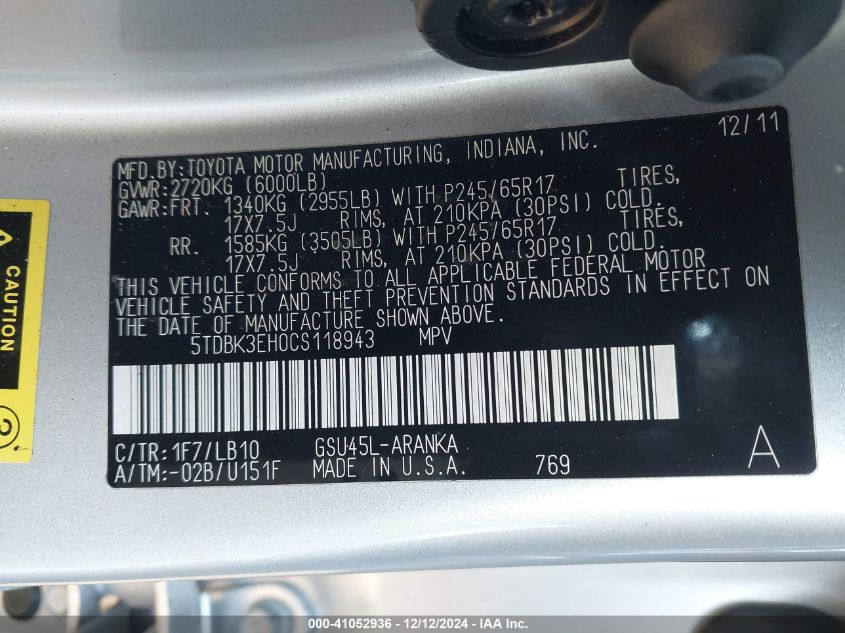 12/11
MFD.BY:TOYOTA MOTOR MANUFACTURING, INDIANA, INC.
GVWR:2720KG (6000LB)
GAWR:FRT. 1340KG (2955LB) WITH P245/65R17 TIRES,
17X7.5J RIMS, AT 210KPA (30PSI) COLD.
RR. 1585KG (3505LB) WITH P245/65R17 TIRES,
17X7.5J RIMS, AT 210KPA (30PSI) COLD.
THIS VEHICLE CONFORMS TO ALL APPLICABLE FEDERAL MOTOR
VEHICLE SAFETY AND THEFT PREVENTION STANDARDS IN EFFECT ON
THE DATE OF MANUFACTURE SHOWN ABOVE.
5TDBK3EH0CS118943 MPV
C/TR:1F7/LB10 GSU45L-ARANKA
A/TM:-02B/U151F MADE IN U.S.A. 769 A
CAUTION
2
000-41052936 - 12/12/2024 - IAA Inc.